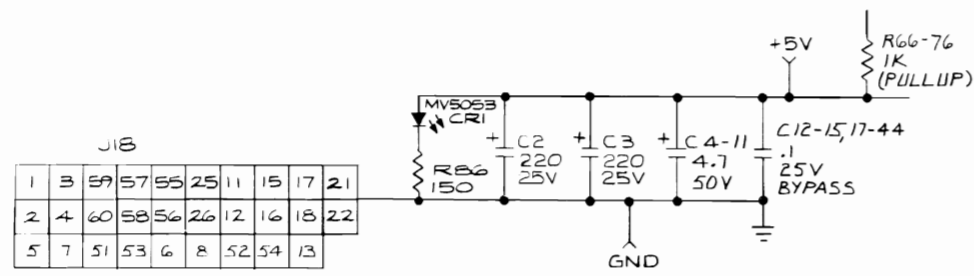 +5V
R66-76
1K
(PULLUP)
MV5053
CR1
+
C2
220
25V
+
C3
220
25V
+
C4-11
4.7
50V
C12-15,17-44
.1
25V
BYPASS
R86
150
J18
1 3 59 57 55 25 11 15 17 21
2 4 60 58 56 26 12 16 18 22
5 7 51 53 6 8 52 54 13
GND